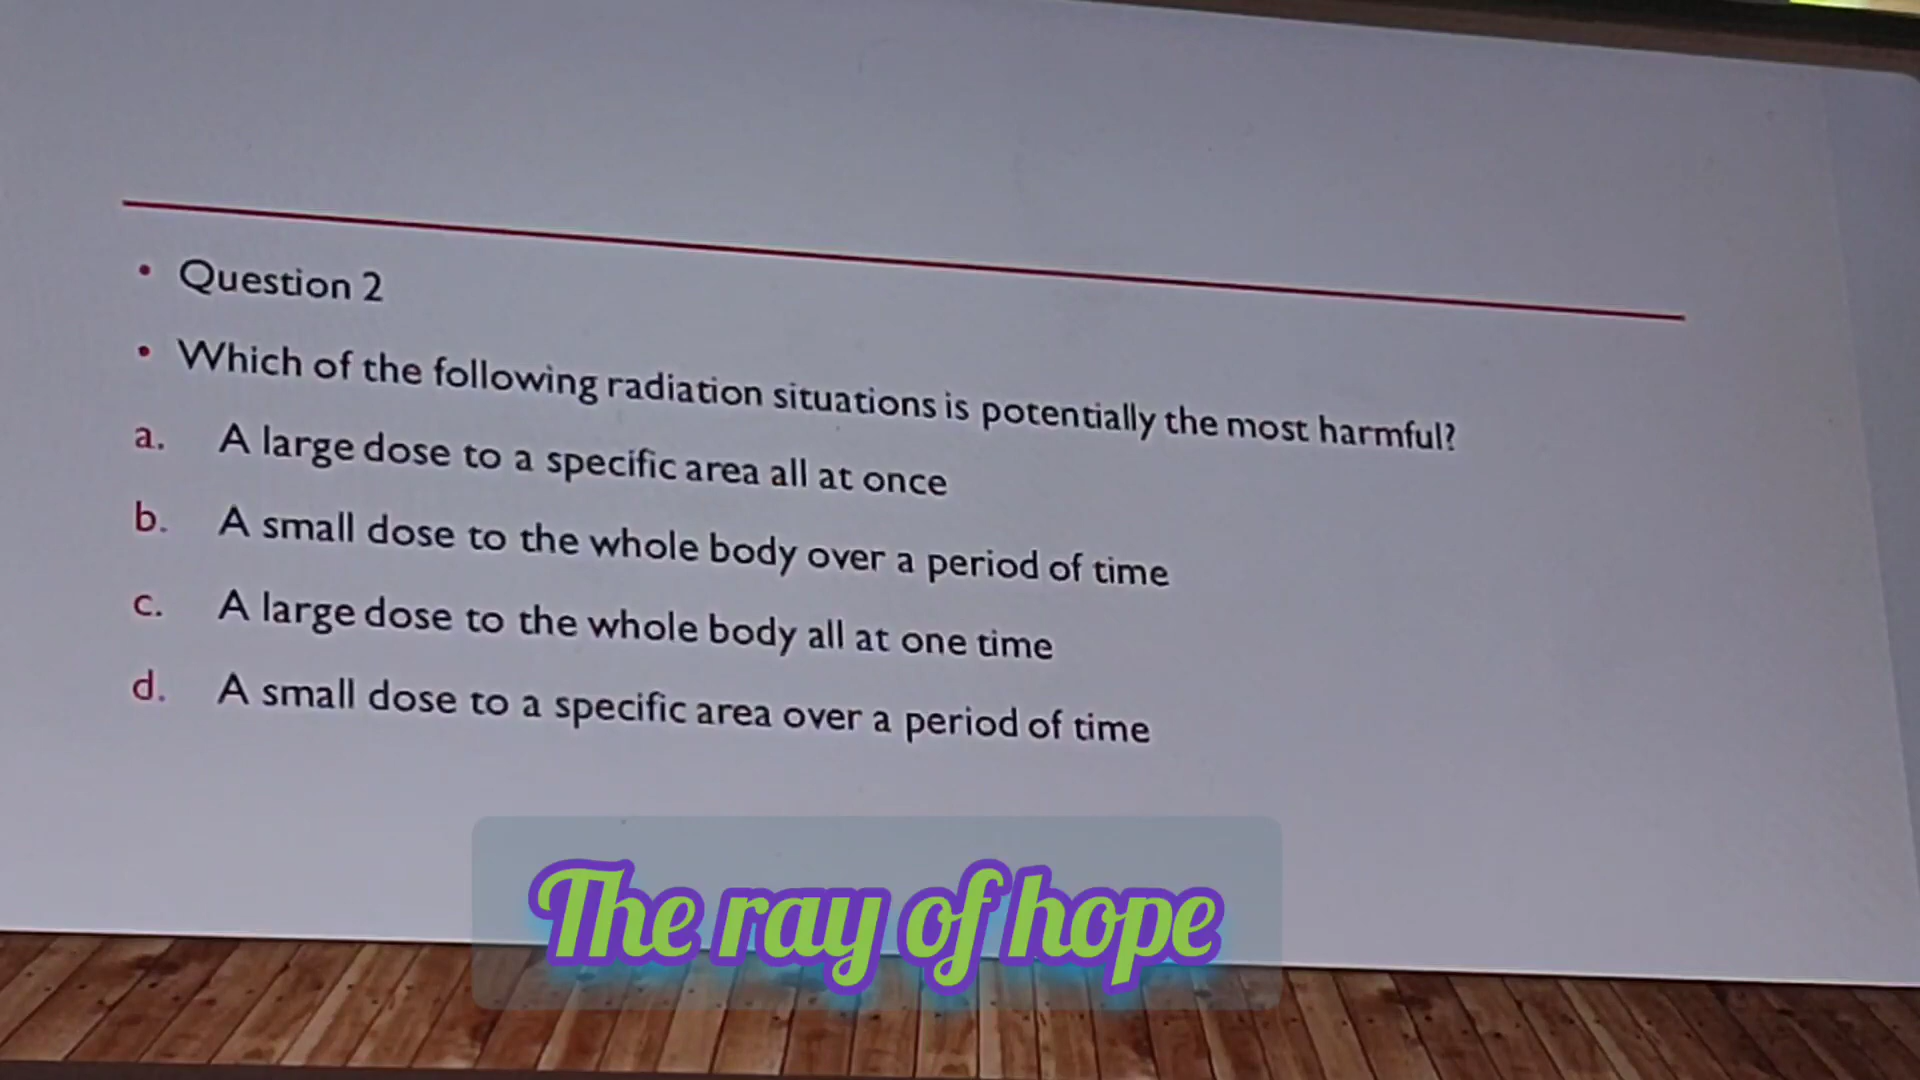 • Question 2
• Which of the following radiation situations is potentially the most harmful?
a. A large dose to a specific area all at once
b. A small dose to the whole body over a period of time
c. A large dose to the whole body all at one time
d. A small dose to a specific area over a period of time
The ray of hope